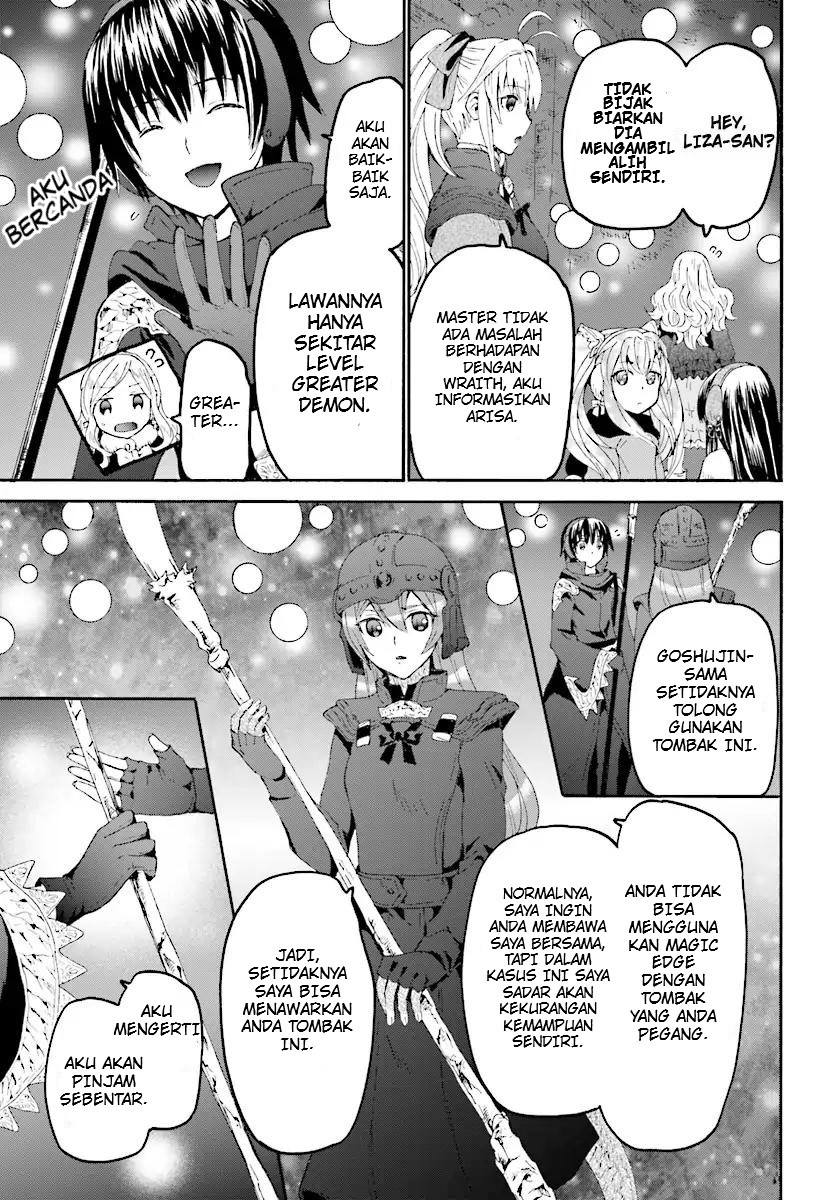 HEY,
LIZA-SAN?
TIDAK
BIJAK
BIARKAN
DIA
MENGAMBIL
ALIH
SENDIRI.
MASTER TIDAK
ADA MASALAH
BERHADAPAN
DENGAN
WRAITH, AKU
INFORMASIKAN
ARISA.
AKU
AKAN
BAIK-
BAIK
SAJA.
LAWANNYA
HANYA
SEKITAR
LEVEL
GREATER
DEMON.
AKU
BERCANDA!
GREA-
TER...
GOSHUJIN-
SAMA
SETIDAKNYA
TOLONG
GUNAKAN
TOMBAK INI.
ANDA TIDAK
BISA
MENGGUNA
KAN MAGIC
EDGE
DENGAN
TOMBAK
YANG ANDA
PEGANG.
NORMALNYA,
SAYA INGIN
ANDA MEMBAWA
SAYA BERSAMA,
TAPI DALAM
KASUS INI SAYA
SADAR AKAN
KEKURANGAN
KEMAMPUAN
SENDIRI.
JADI,
SETIDAKNYA
SAYA BISA
MENAWARKAN
ANDA TOMBAK
INI.
AKU
MENGERTI
AKU AKAN
PINJAM
SEBENTAR.